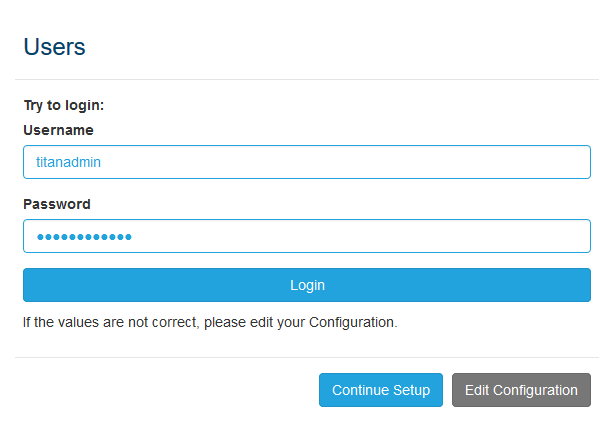 Users
Try to login:
Username
titanadmin
Password
●●●●●●●●●●●●
Login
If the values are not correct, please edit your Configuration.
Continue Setup Edit Configuration